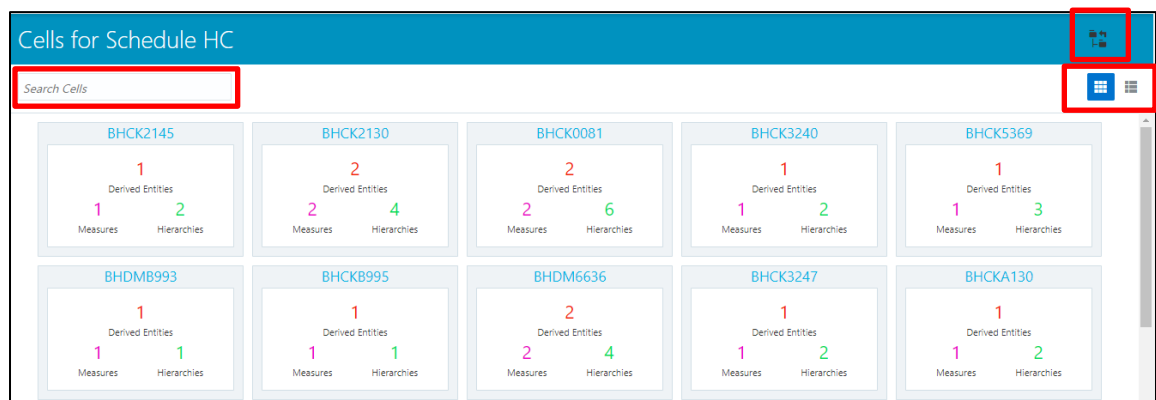 Cells for Schedule HC
Search Cells
BHCK2145 BHCK2130 BHCK0081 BHCK3240 BHCK5369
1 2 2 1 1
Derived Entities Derived Entities Derived Entities Derived Entities Derived Entities
1 2 2 4 2 6 1 2 1 3
Measures Hierarchies Measures Hierarchies Measures Hierarchies Measures Hierarchies Measures Hierarchies
BHDMB993 BHCKB995 BHDM6636 BHCK3247 BHCKA130
1 1 2 1 1
Derived Entities Derived Entities Derived Entities Derived Entities Derived Entities
1 1 1 1 2 4 1 2 1 2
Measures Hierarchies Measures Hierarchies Measures Hierarchies Measures Hierarchies Measures Hierarchies